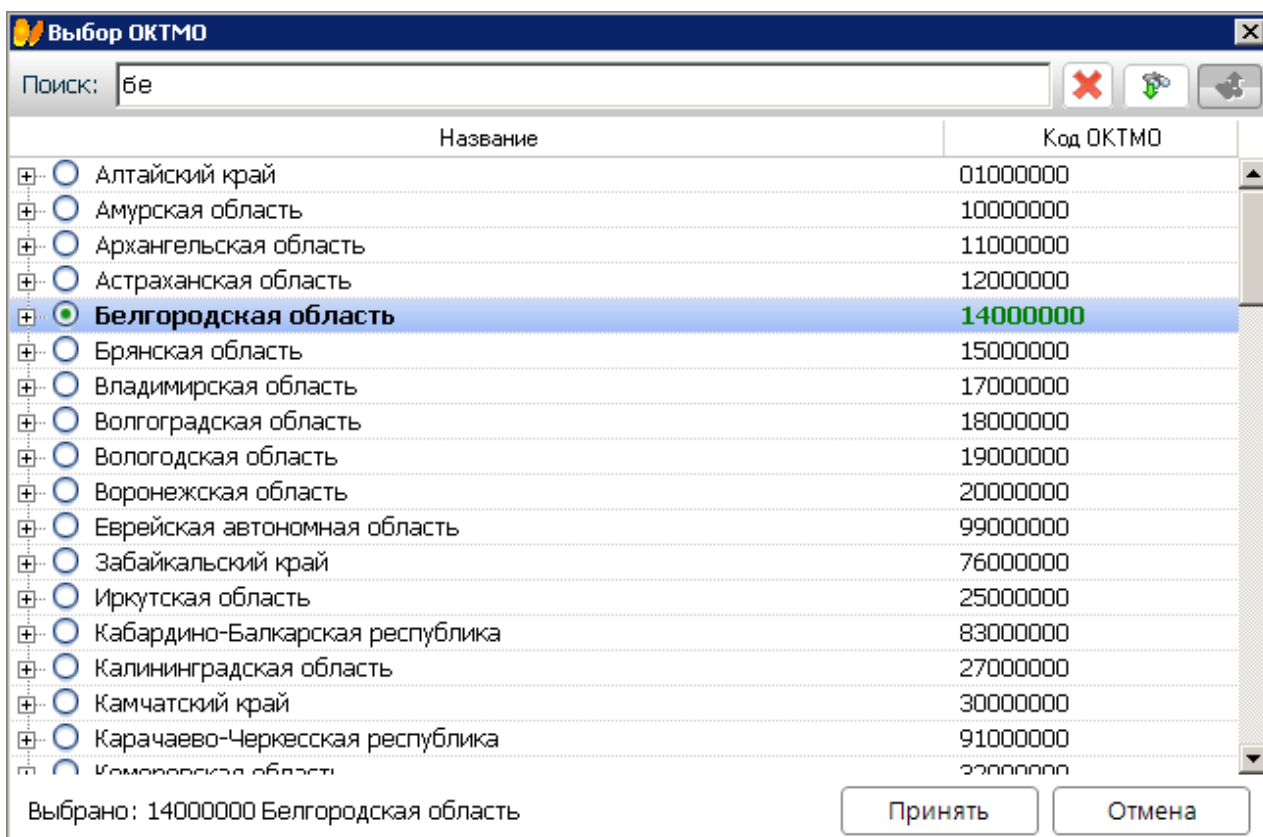 Выбор ОКТМО
Поиск: бе
Название Код ОКТМО
Алтайский край 01000000
Амурская область 10000000
Архангельская область 11000000
Астраханская область 12000000
Белгородская область 14000000
Брянская область 15000000
Владимирская область 17000000
Волгоградская область 18000000
Вологодская область 19000000
Воронежская область 20000000
Еврейская автономная область 99000000
Забайкальский край 76000000
Иркутская область 25000000
Кабардино-Балкарская республика 83000000
Калининградская область 27000000
Камчатский край 30000000
Карачаево-Черкесская республика 91000000
Кемеровская область 32000000
Выбрано: 14000000 Белгородская область Принять Отмена